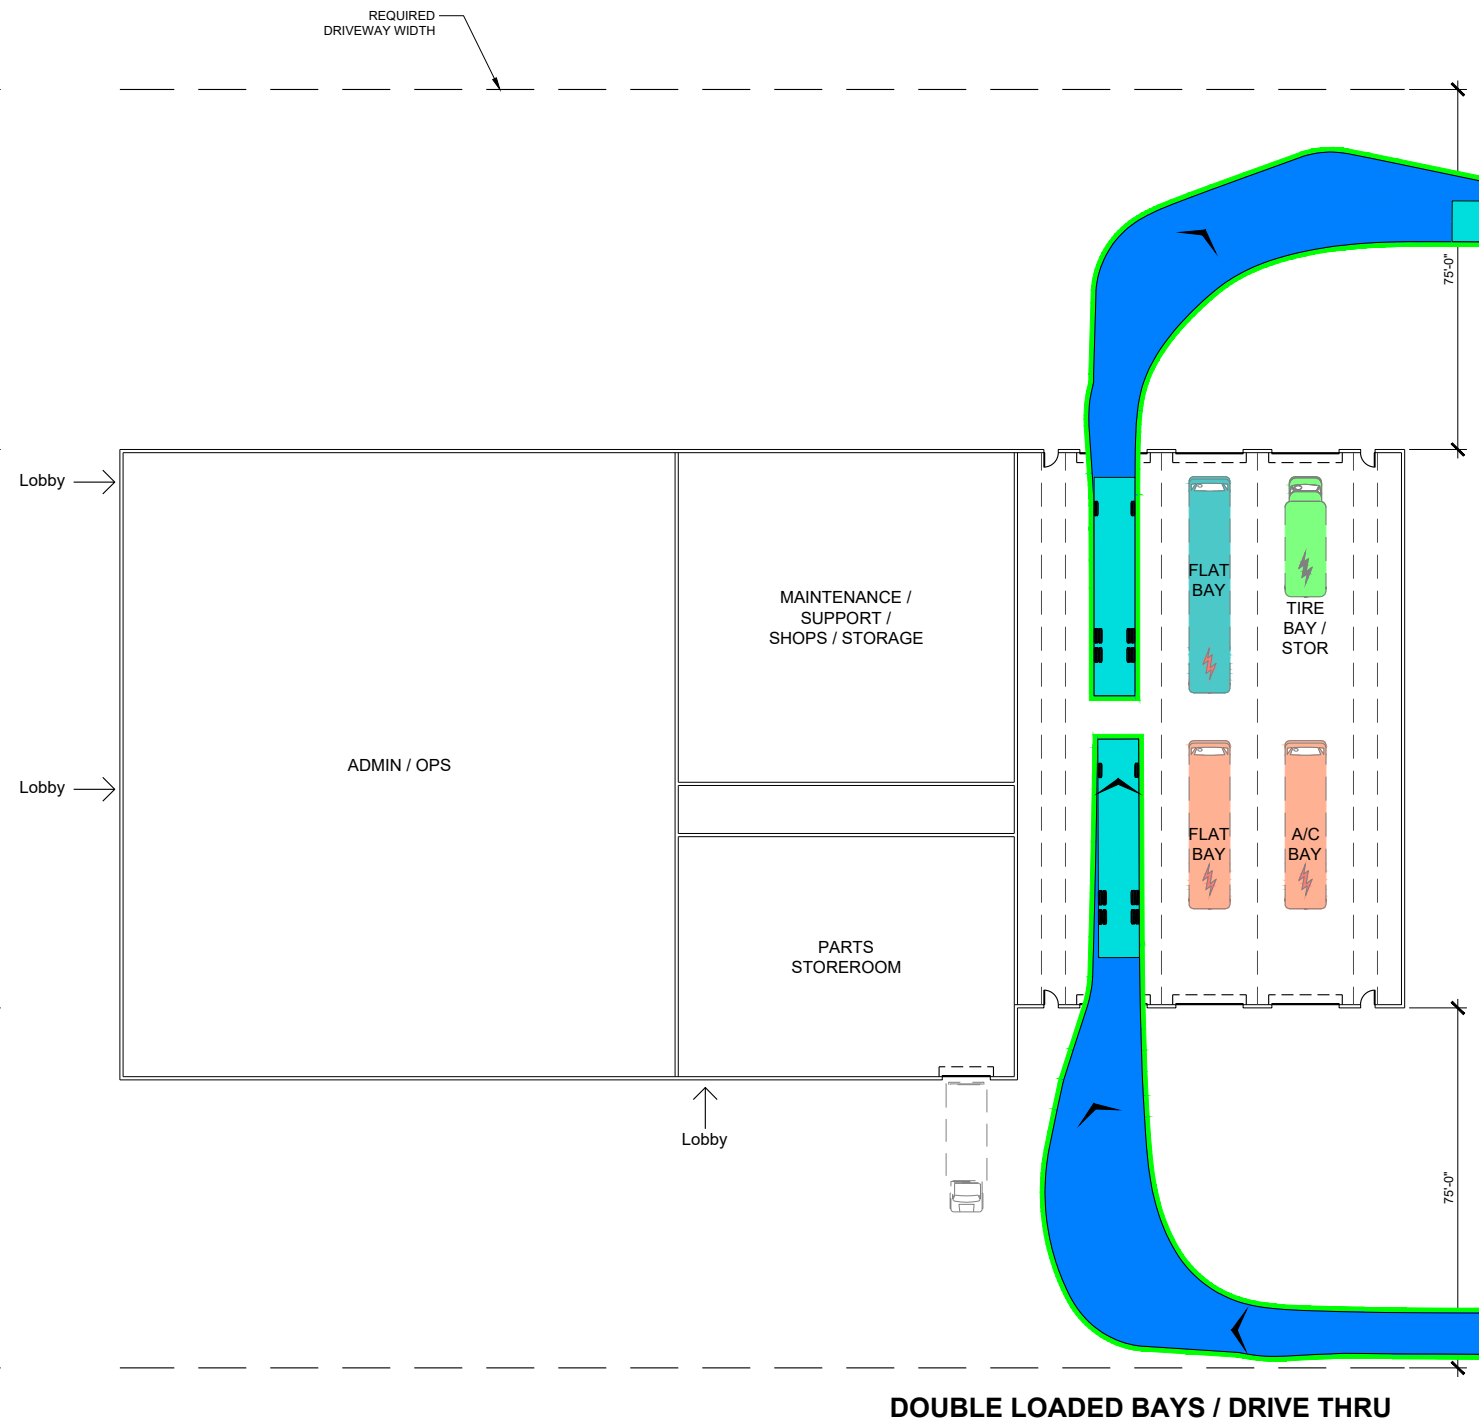 REQUIRED
DRIVEWAY WIDTH
75'-0"
Lobby
FLAT
BAY
MAINTENANCE /
SUPPORT /
SHOPS / STORAGE
TIRE
BAY /
STOR
ADMIN / OPS
Lobby
FLAT
BAY
A/C
BAY
PARTS
STOREROOM
Lobby
75'-0"
DOUBLE LOADED BAYS / DRIVE THRU